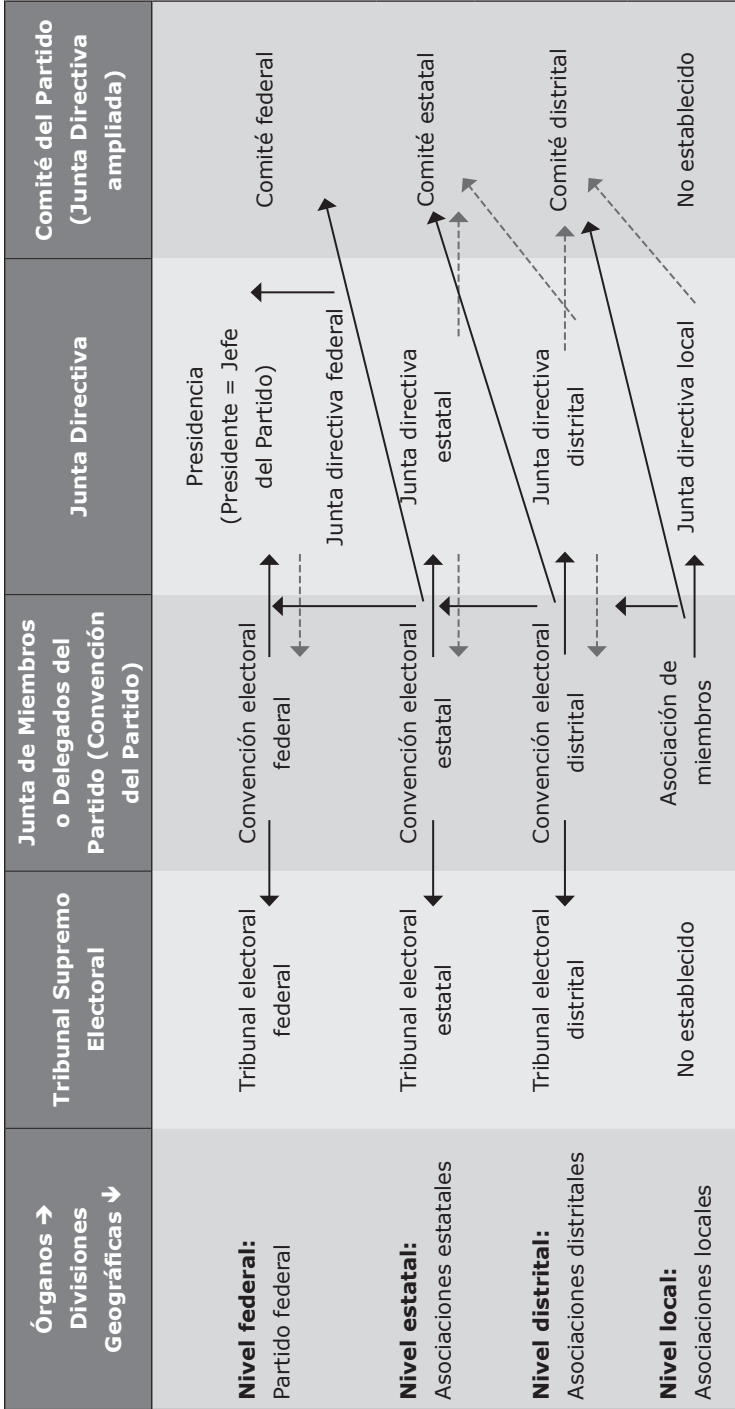 Órganos →
Divisiones
Geográficas ↓
Tribunal Supremo
Electoral
Junta de Miembros
o Delegados del
Partido (Convención
del Partido)
Junta Directiva
Comité del Partido
(Junta Directiva
ampliada)
Nivel federal:
Partido federal
Tribunal electoral
federal
Convención electoral
federal
Presidencia
(Presidente = Jefe
del Partido)
Junta directiva federal
Comité federal
Nivel estatal:
Asociaciones estatales
Tribunal electoral
estatal
Convención electoral
estatal
Junta directiva
estatal
Comité estatal
Nivel distrital:
Asociaciones distritales
Tribunal electoral
distrital
Convención electoral
distrital
Junta directiva
distrital
Comité distrital
Nivel local:
Asociaciones locales
No establecido
Asociación de
miembros
Junta directiva local
No establecido